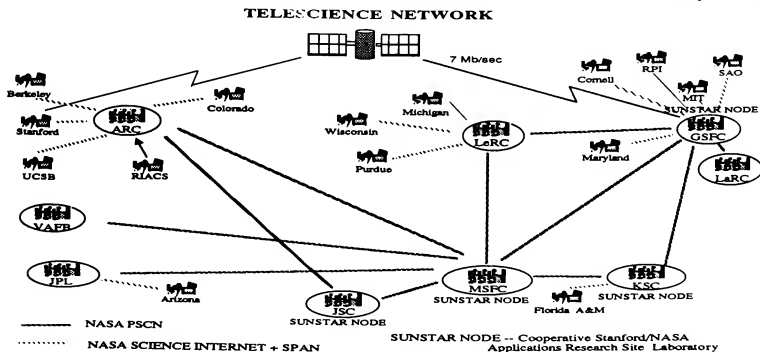 TELESCIENCE NETWORK
7 Mb/sec
Berkeley
Stanford
UCSB
ARC
Colorado
RIACS
Michigan
Wisconsin
Purdue
LeRC
Cornell
RPI
MIT
SAO
SUNSTAR NODE
GSFC
Maryland
LaRC
VAFB
JPL
Arizona
JSC
SUNSTAR NODE
MSFC
SUNSTAR NODE
Florida A&M
KSC
SUNSTAR NODE
NASA PSCN
NASA SCIENCE INTERNET + SPAN
SUNSTAR NODE -- Cooperative Stanford/NASA
Applications Research Site Laboratory